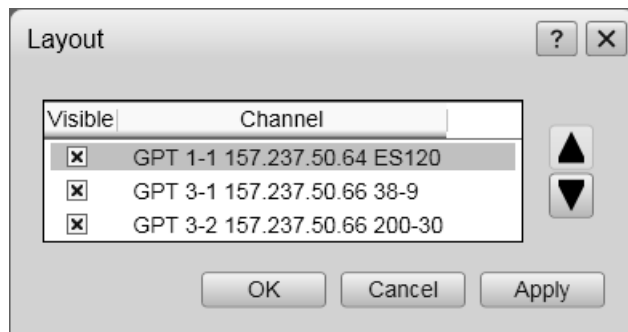 Layout ?
Visible Channel
GPT 1-1 157.237.50.64 ES120
GPT 3-1 157.237.50.66 38-9
GPT 3-2 157.237.50.66 200-30
OK Cancel Apply